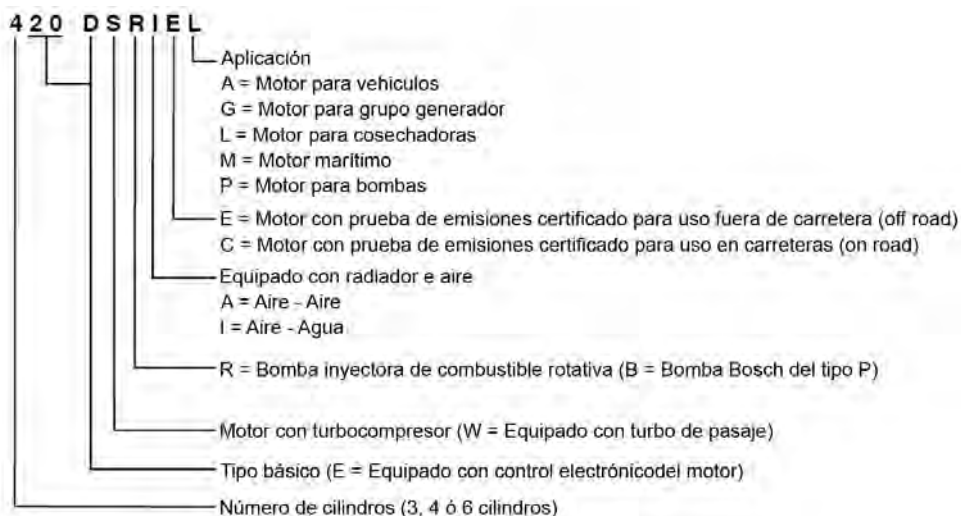 4 2 0 D S R I E L
Aplicación
A = Motor para vehiculos
G = Motor para grupo generador
L = Motor para cosechadoras
M = Motor marítimo
P = Motor para bombas
E = Motor con prueba de emisiones certificado para uso fuera de carretera (off road)
C = Motor con prueba de emisiones certificado para uso en carreteras (on road)
Equipado con radiador e aire
A = Aire - Aire
I = Aire - Agua
R = Bomba inyectora de combustible rotativa (B = Bomba Bosch del tipo P)
Motor con turbocompresor (W = Equipado con turbo de pasaje)
Tipo básico (E = Equipado con control electrónicodel motor)
Número de cilindros (3, 4 ó 6 cilindros)